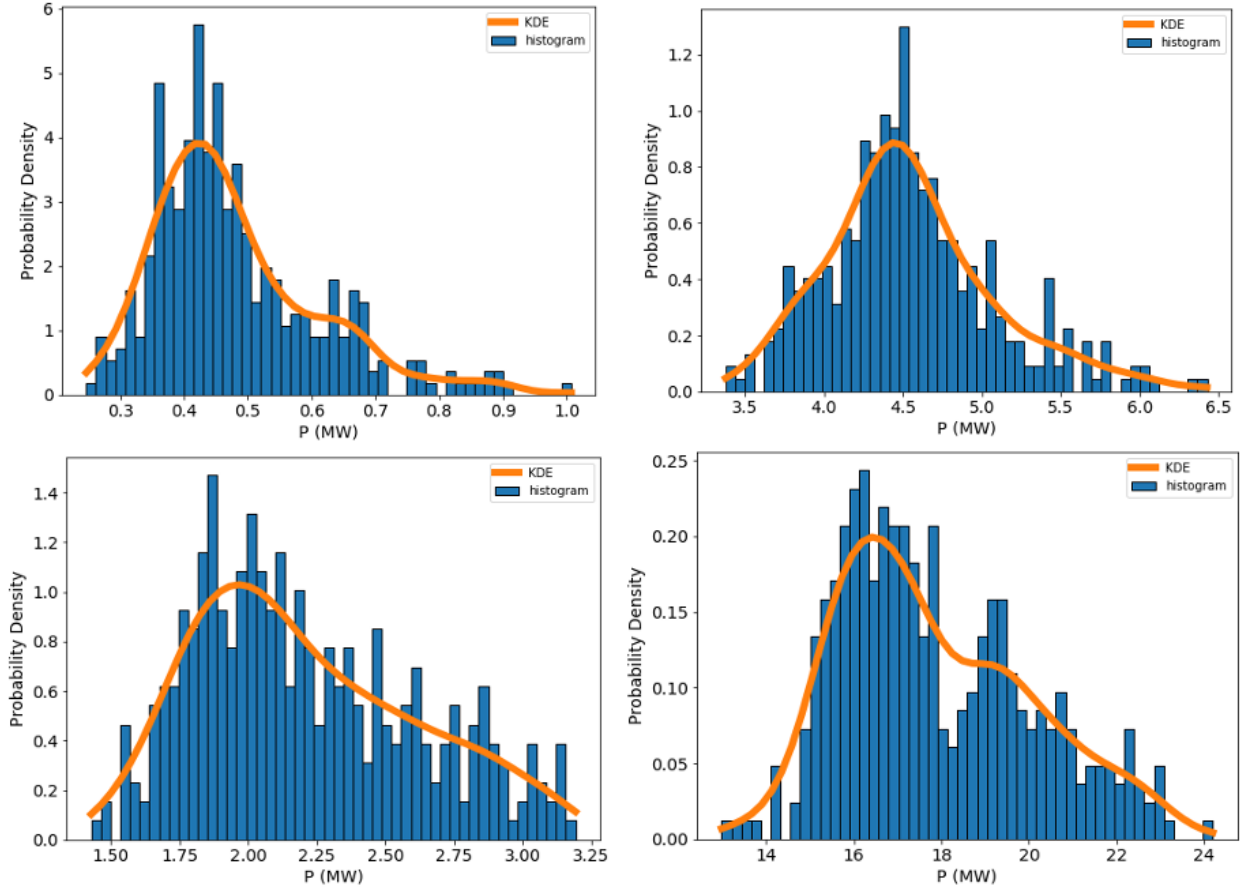 6
5
4
3
2
1
0
Probability Density
0.3 0.4 0.5 0.6 0.7 0.8 0.9 1.0
P (MW)
KDE
histogram
1.2
1.0
0.8
0.6
0.4
0.2
0.0
Probability Density
3.5 4.0 4.5 5.0 5.5 6.0 6.5
P (MW)
KDE
histogram
1.4
1.2
1.0
0.8
0.6
0.4
0.2
0.0
Probability Density
1.50 1.75 2.00 2.25 2.50 2.75 3.00 3.25
P (MW)
KDE
histogram
0.25
0.20
0.15
0.10
0.05
0.00
Probability Density
14 16 18 20 22 24
P (MW)
KDE
histogram